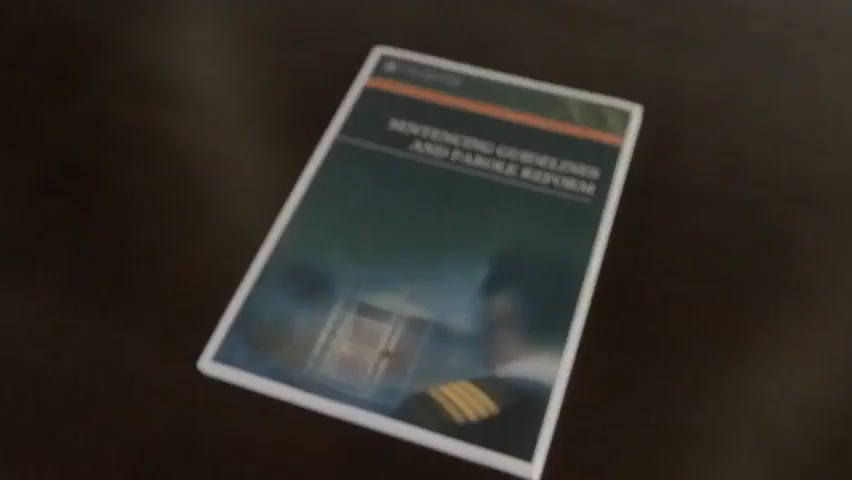 SENTENCING GUIDELINES
AND PAROLE REFORM